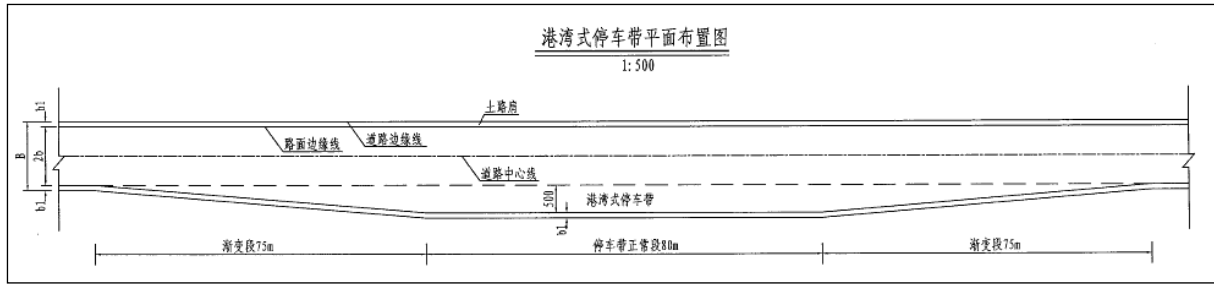 港湾式停车带平面布置图
1:500
土路肩
路面边缘线
道路边缘线
道路中心线
b1
B
2b
b1
500
港湾式停车带
b1
渐变段75m
停车带正常段80m
渐变段75m